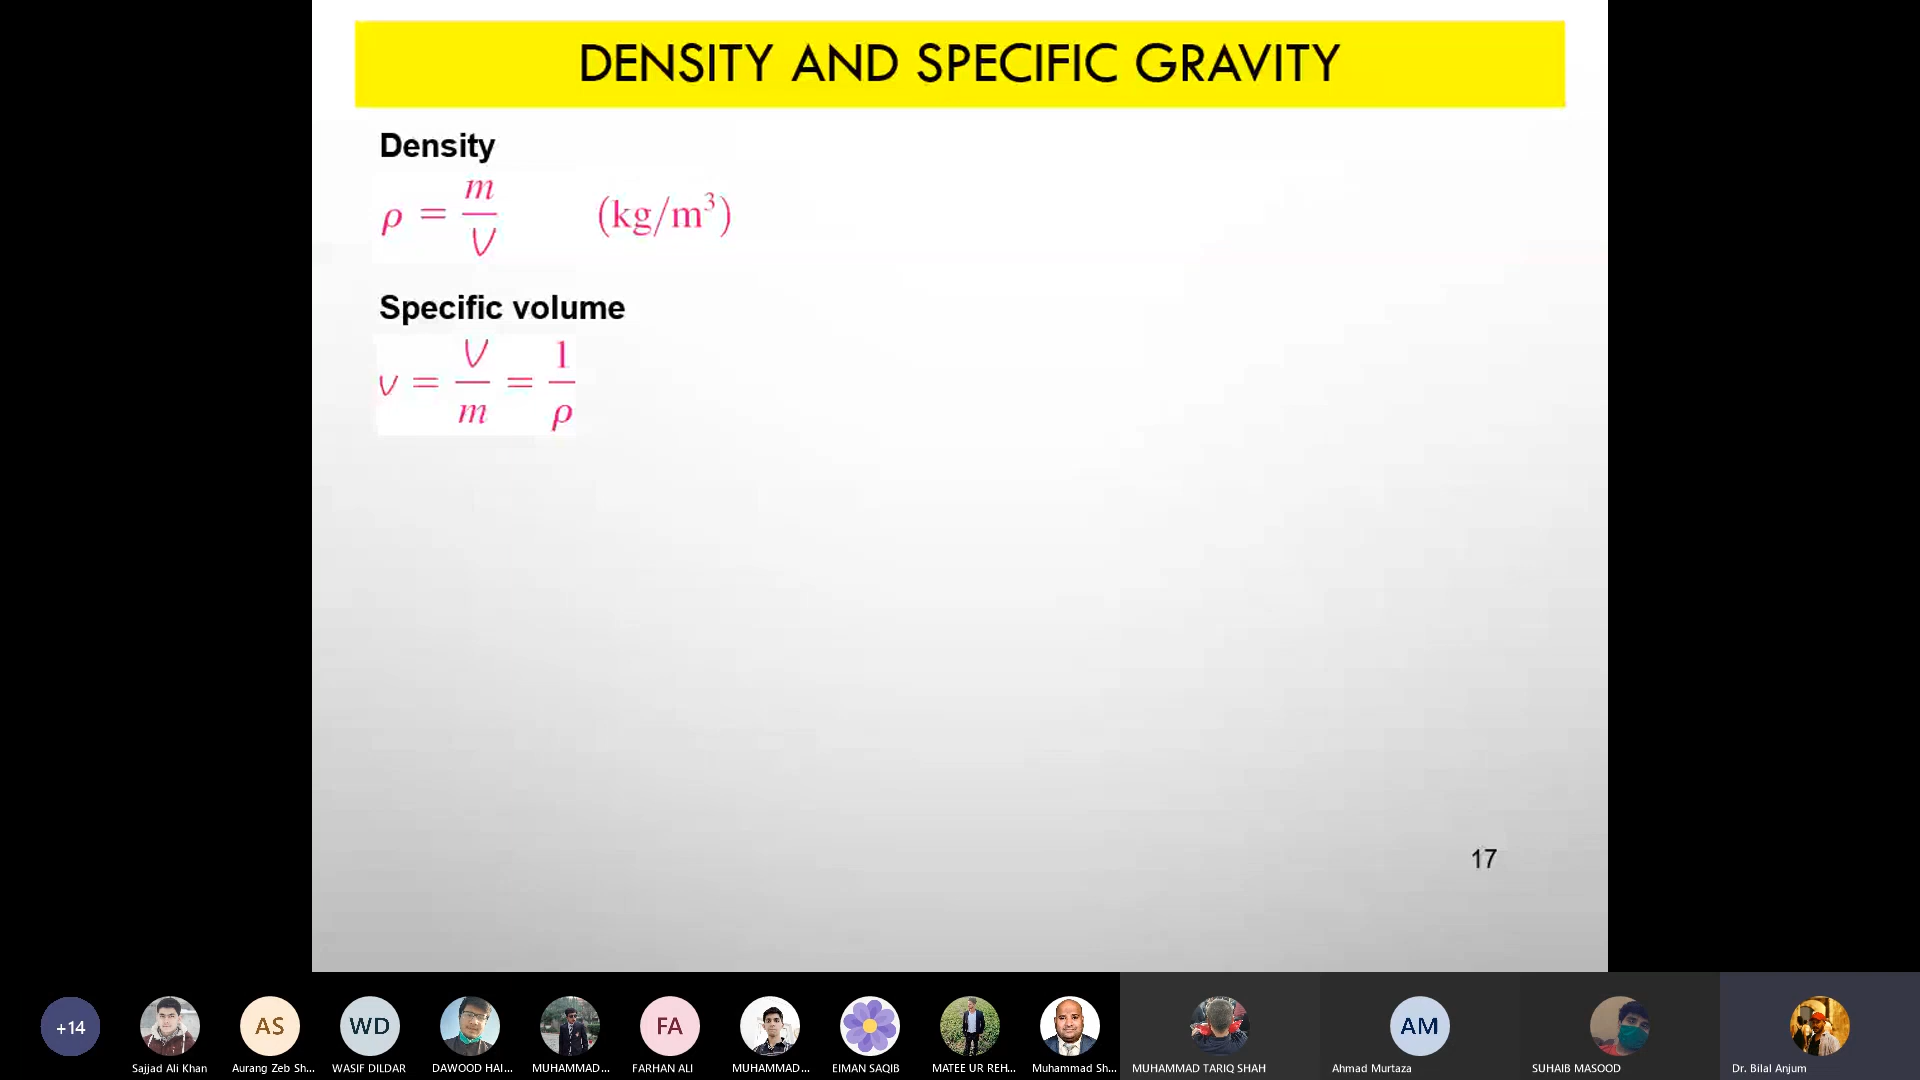 DENSITY AND SPECIFIC GRAVITY
Density
ρ = m/V (kg/m³)
Specific volume
v = V/m = 1/ρ
17
+14
AS
WD
FA
AM
Sajjad Ali Khan
Aurang Zeb Sh...
WASIF DILDAR
DAWOOD HAI...
MUHAMMAD...
FARHAN ALI
MUHAMMAD...
EIMAN SAQIB
MATEE UR REH...
Muhammad Sh...
MUHAMMAD TARIQ SHAH
Ahmad Murtaza
SUHAIB MASOOD
Dr. Bilal Anjum